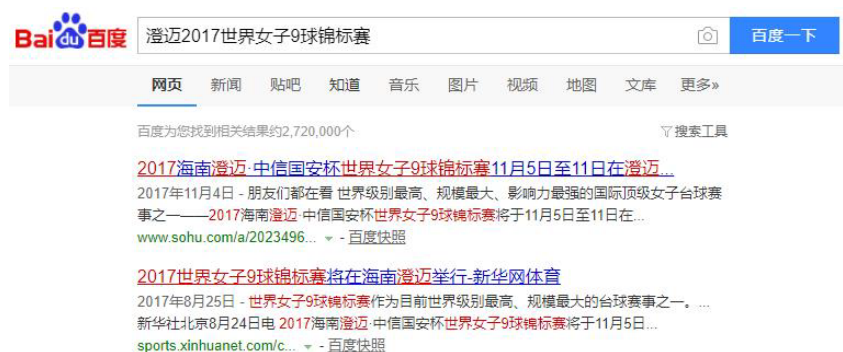 Bai du 百度 澄迈2017世界女子9球锦标赛 百度一下
网页 新闻 贴吧 知道 音乐 图片 视频 地图 文库 更多»
百度为您找到相关结果约2,720,000个 搜索工具
2017海南澄迈·中信国安杯世界女子9球锦标赛11月5日至11日在澄迈...
2017年11月4日 - 朋友们都在看 世界级别最高、规模最大、影响力最强的国际顶级女子台球赛
事之一——2017海南澄迈·中信国安杯世界女子9球锦标赛将于11月5日至11日在...
www.sohu.com/a/2023496... - 百度快照
2017世界女子9球锦标赛将在海南澄迈举行-新华网体育
2017年8月25日 - 世界女子9球锦标赛作为目前世界级别最高、规模最大的台球赛事之一。...
新华社北京8月24日电 2017海南澄迈·中信国安杯世界女子9球锦标赛将于11月5日...
sports.xinhuanet.com/c... - 百度快照